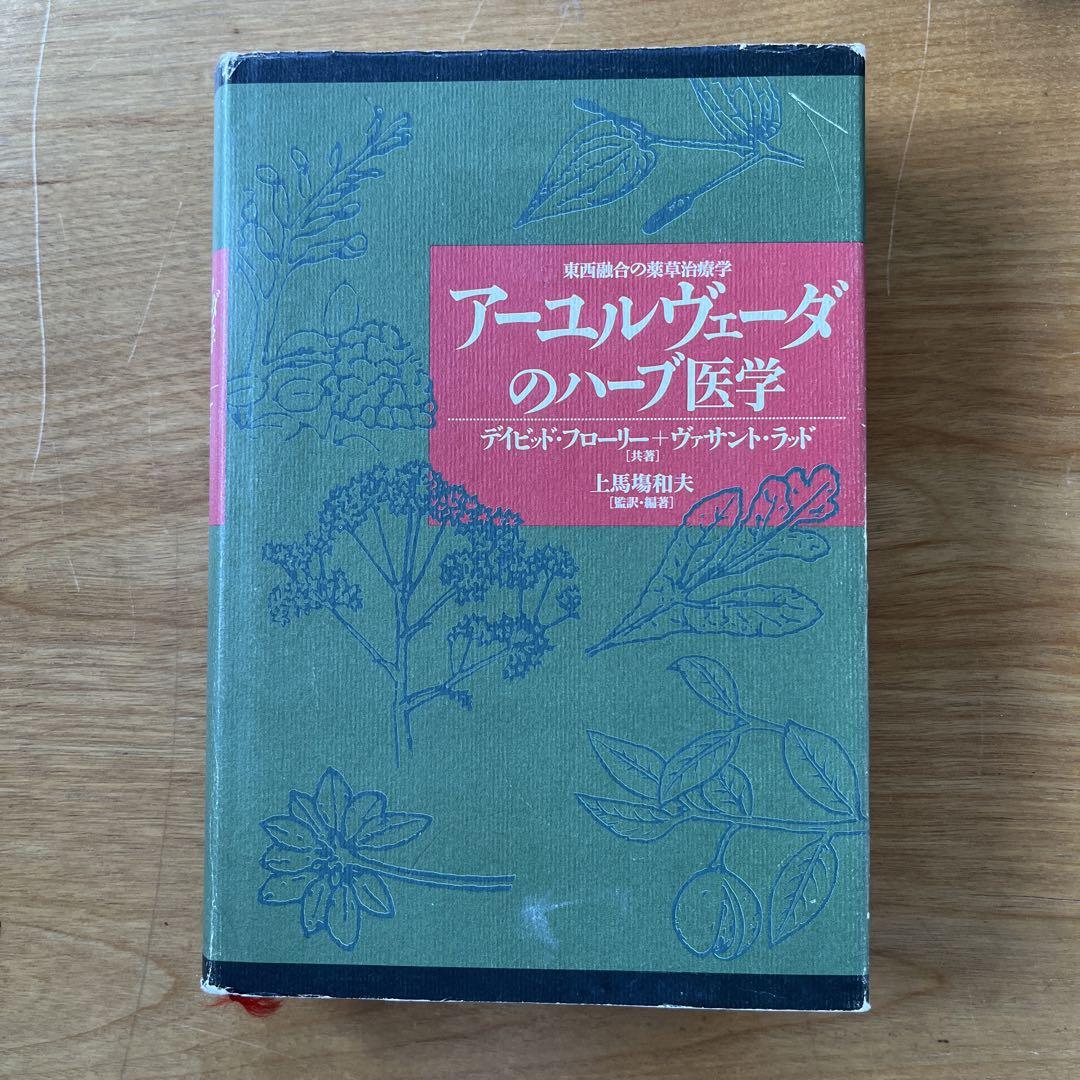 東西融合の薬草治療学
アーユルヴェーダ
のハーブ医学
デイビッド・フローリー+ヴァサント・ラッド
[共著]
上馬塲和夫
[監訳・編著]